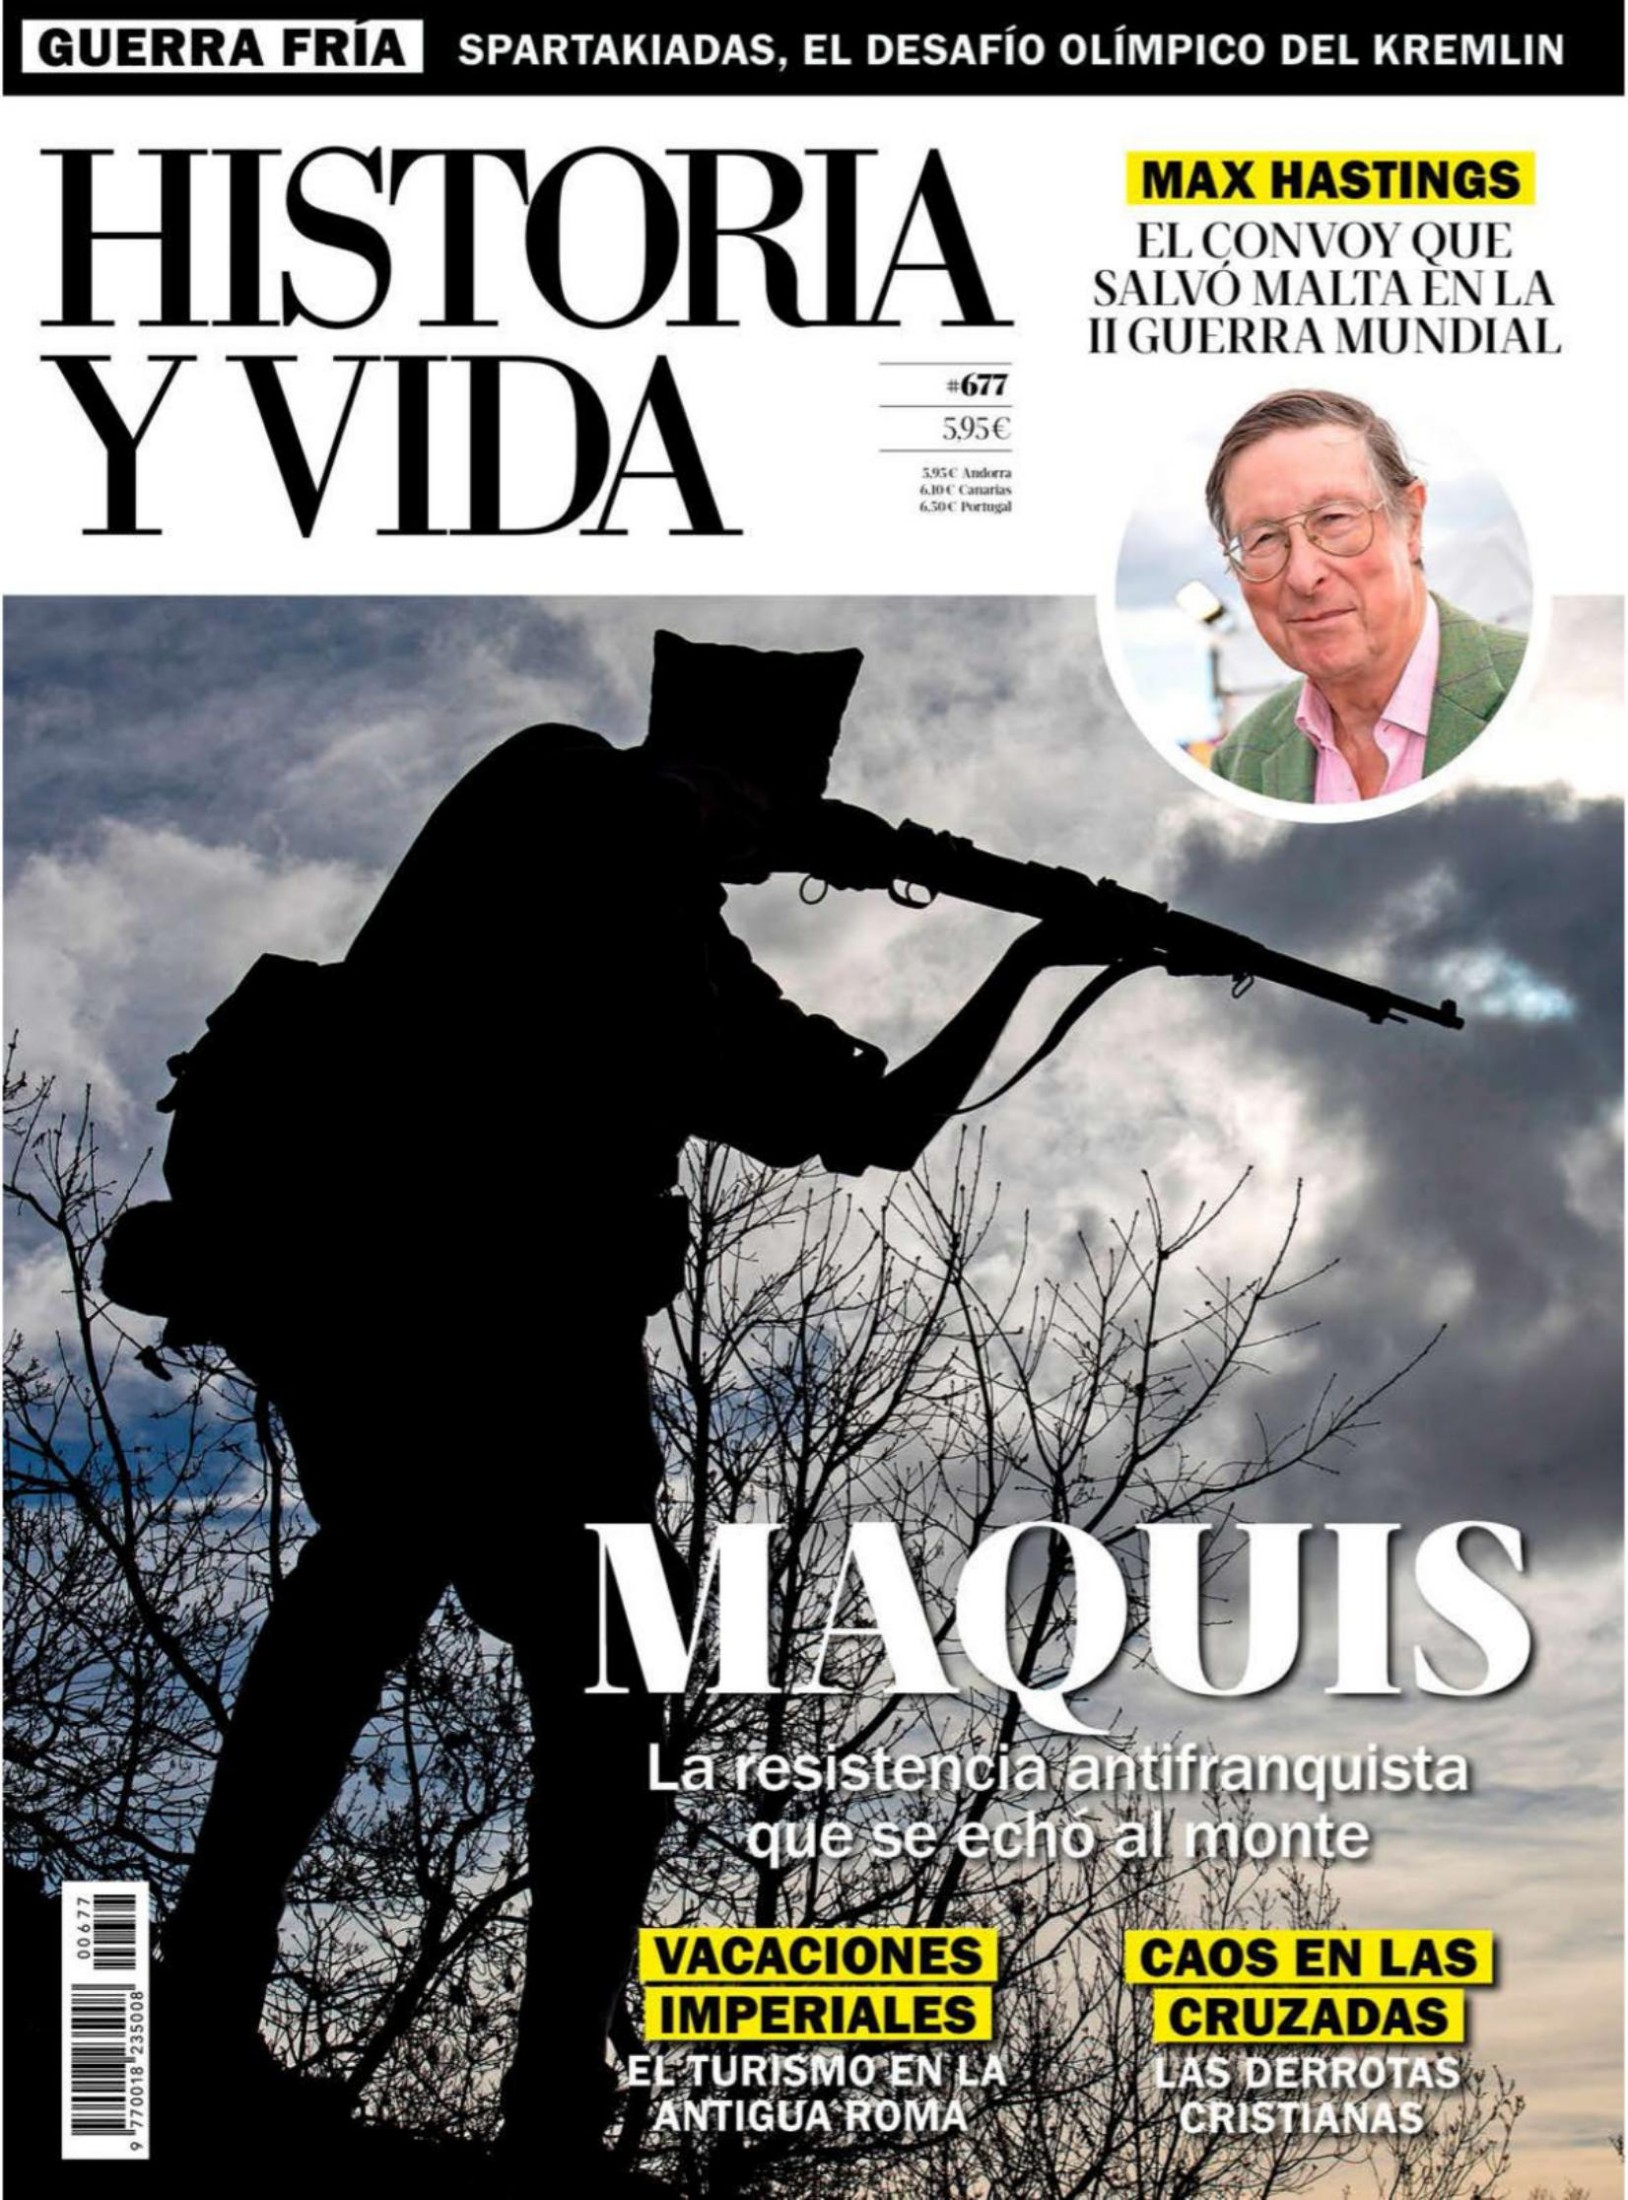 GUERRA FRÍA SPARTAKIADAS, EL DESAFÍO OLÍMPICO DEL KREMLIN
HISTORIA
Y VIDA
#677
5,95€
5,95€ Andorra
6,10€ Canarias
6,50€ Portugal
MAX HASTINGS
EL CONVOY QUE
SALVÓ MALTA EN LA
II GUERRA MUNDIAL
MAQUIS
La resistencia antifranquista
que se echó al monte
VACACIONES
IMPERIALES
EL TURISMO EN LA
ANTIGUA ROMA
CAOS EN LAS
CRUZADAS
LAS DERROTAS
CRISTIANAS
00677
9 770018 235008